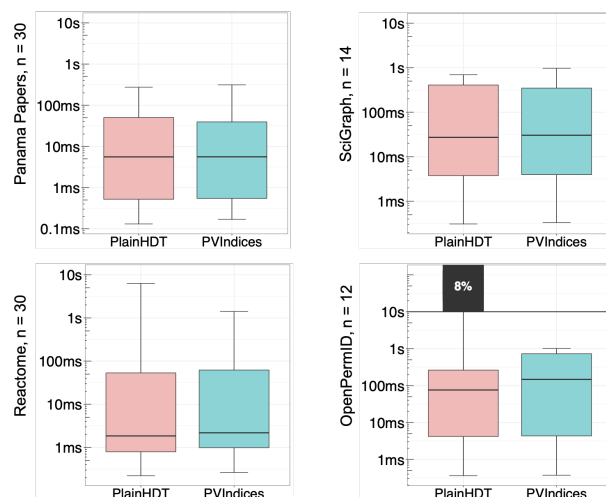 Panama Papers, n = 30
10s
1s
100ms
10ms
1ms
0.1ms
PlainHDT PVIndices
SciGraph, n = 14
10s
1s
100ms
10ms
1ms
PlainHDT PVIndices
Reactome, n = 30
10s
1s
100ms
10ms
1ms
PlainHDT PVIndices
OpenPermID, n = 12
8%
10s
1s
100ms
10ms
1ms
PlainHDT PVIndices